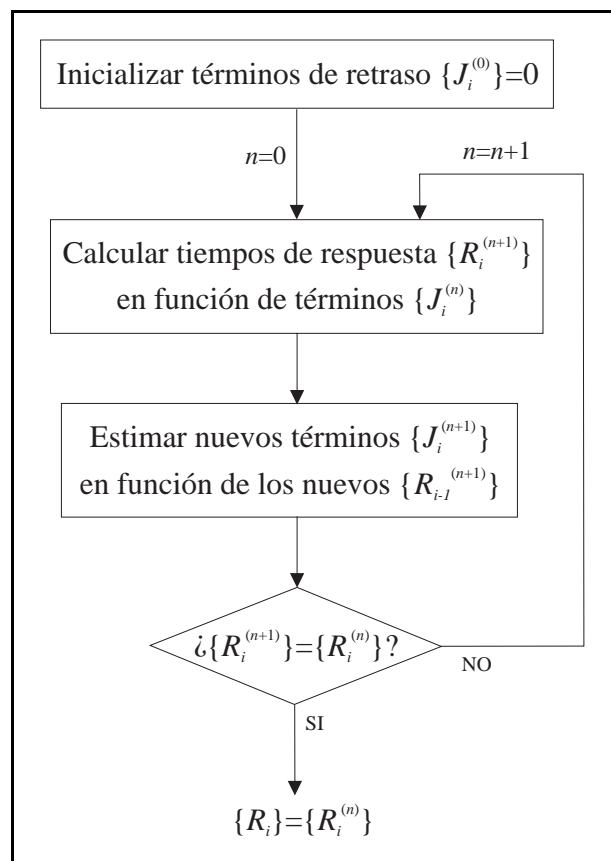 Inicializar términos de retraso {J_i^(0)}=0
n=0
n=n+1
Calcular tiempos de respuesta {R_i^(n+1)}
en función de términos {J_i^(n)}
Estimar nuevos términos {J_i^(n+1)}
en función de los nuevos {R_{i-1}^(n+1)}
¿{R_i^(n+1)}={R_i^(n)}?
NO
SI
{R_i}={R_i^(n)}